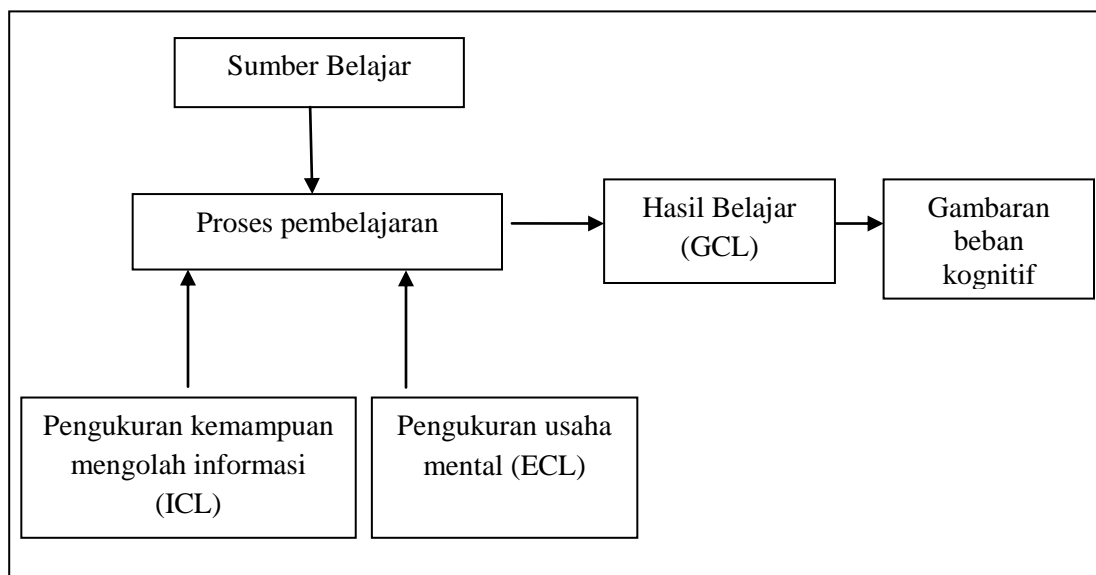 Sumber Belajar
Proses pembelajaran
Hasil Belajar
(GCL)
Gambaran
beban
kognitif
Pengukuran kemampuan
mengolah informasi
(ICL)
Pengukuran usaha
mental (ECL)